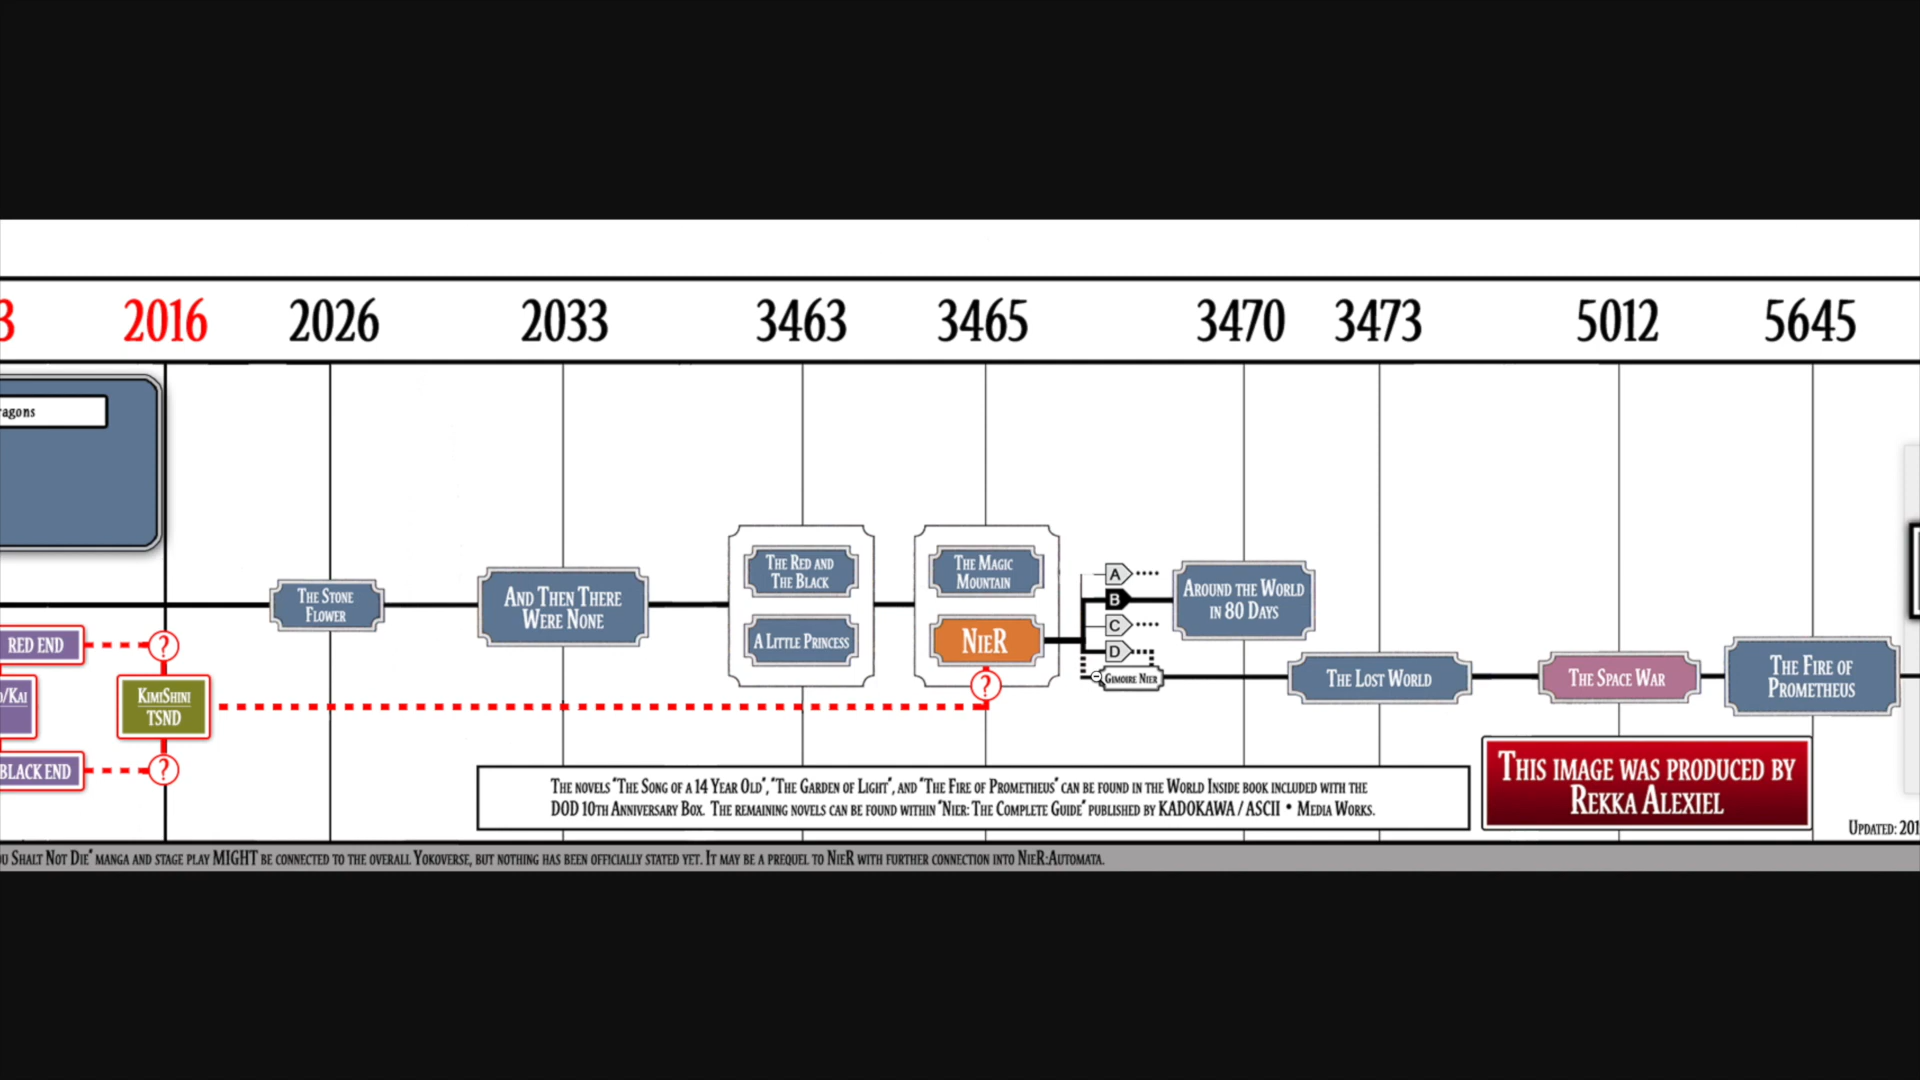 3
2016
2026
2033
3463
3465
3470
3473
5012
5645
ragons
The Stone
Flower
And Then There
Were None
The Red and
The Black
A Little Princess
The Magic
Mountain
NieR
?
A
B
C
D
Gimoire Nier
Around the World
in 80 Days
The Lost World
The Space War
The Fire of
Prometheus
RED END
?
/Kai
KimiShini
TSND
BLACK END
?
The novels "The Song of a 14 Year Old", "The Garden of Light", and "The Fire of Prometheus" can be found in the World Inside book included with the
DOD 10th Anniversary Box. The remaining novels can be found within "Nier: The Complete Guide" published by KADOKAWA / ASCII • Media Works.
This image was produced by
Rekka Alexiel
Updated: 201
u Shalt Not Die" manga and stage play MIGHT be connected to the overall Yokoverse, but nothing has been officially stated yet. It may be a prequel to NieR with further connection into NieR:Automata.